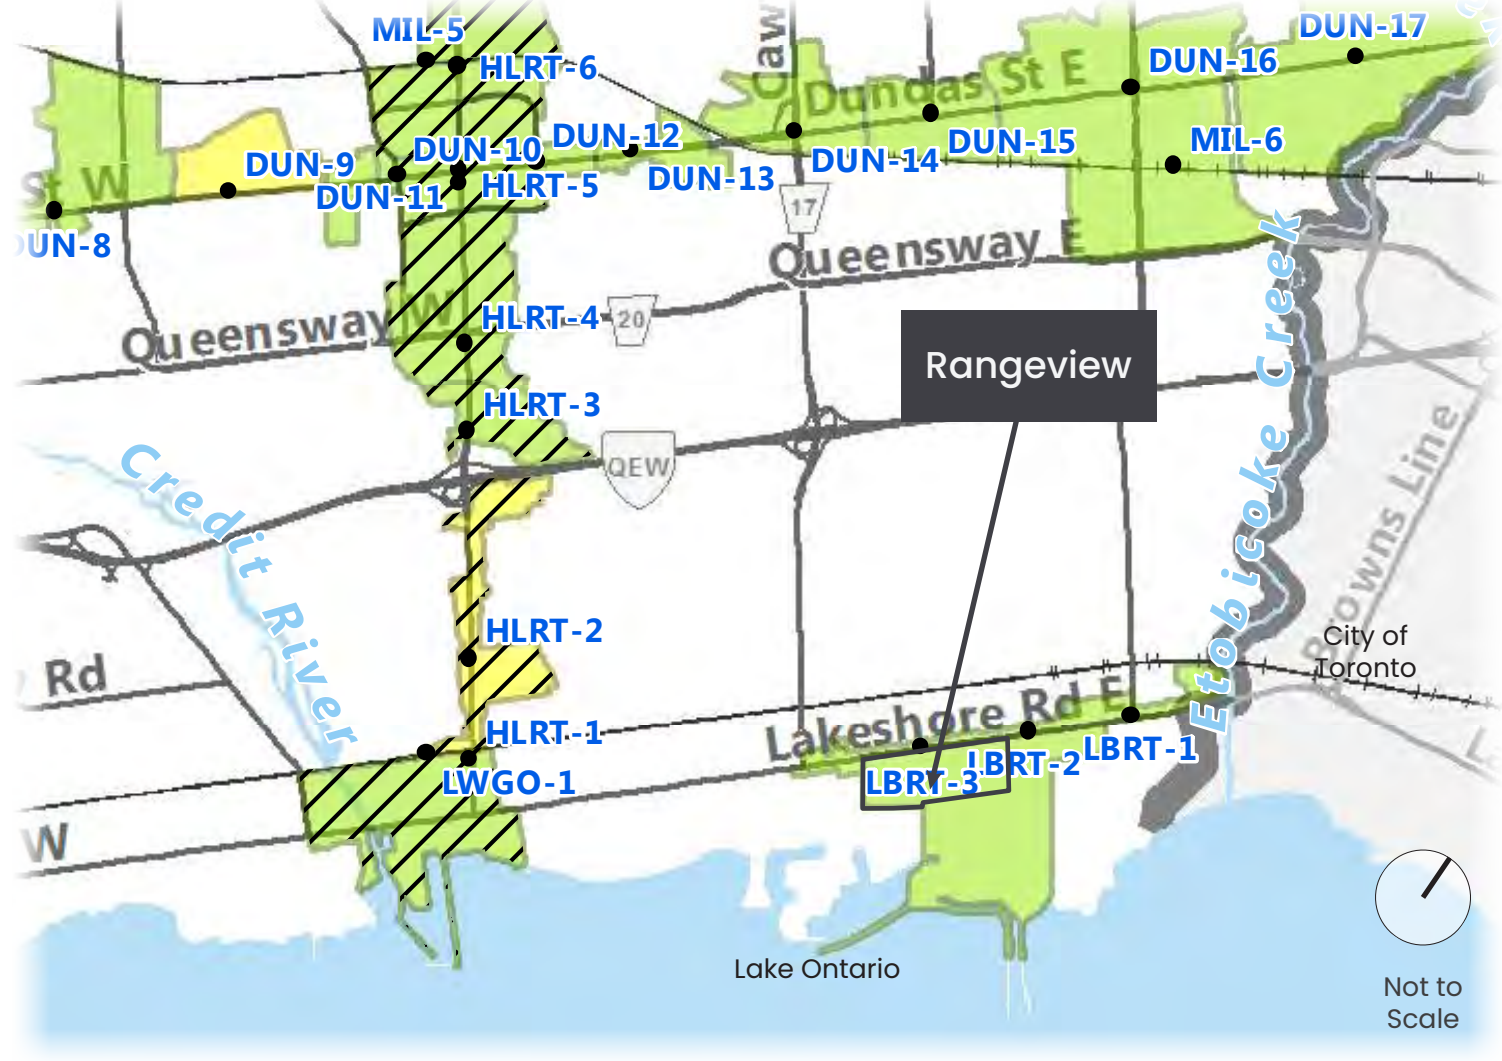 MIL-5
HLRT-6
Caw
Dundas St E
DUN-16
DUN-17
DUN-10
DUN-12
DUN-15
MIL-6
DUN-9
DUN-14
St W
DUN-11
HLRT-5
DUN-13
17
DUN-8
Queensway E
Queensway W
HLRT-4
20
Etobicoke Creek
Rangeview
HLRT-3
QEW
Credit River
Browns Line
HLRT-2
City of
Toronto
Rd
HLRT-1
Lakeshore Rd E
LBRT-1
LBRT-2
LBRT-3
LWGO-1
W
Lake Ontario
Not to
Scale